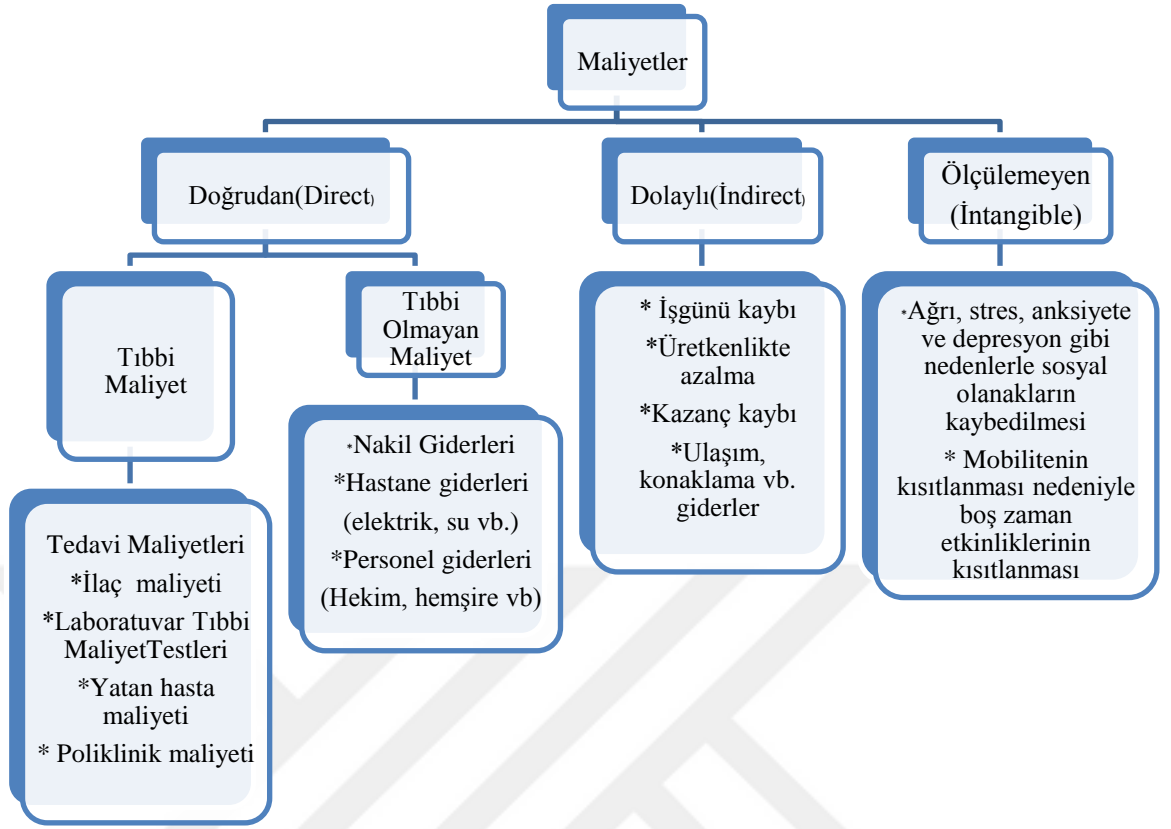 Maliyetler
Doğrudan(Direct)
Dolaylı(İndirect)
Ölçülemeyen
(İntangible)
Tıbbi
Maliyet
Tıbbi
Olmayan
Maliyet
Tedavi Maliyetleri
*İlaç maliyeti
*Laboratuvar Tıbbi
MaliyetTestleri
*Yatan hasta
maliyeti
* Poliklinik maliyeti
*Nakil Giderleri
*Hastane giderleri
(elektrik, su vb.)
*Personel giderleri
(Hekim, hemşire vb)
* İşgünü kaybı
*Üretkenlikte
azalma
*Kazanç kaybı
*Ulaşım,
konaklama vb.
giderler
*Ağrı, stres, anksiyete
ve depresyon gibi
nedenlerle sosyal
olanakların
kaybedilmesi
* Mobilitenin
kısıtlanması nedeniyle
boş zaman
etkinliklerinin
kısıtlanması